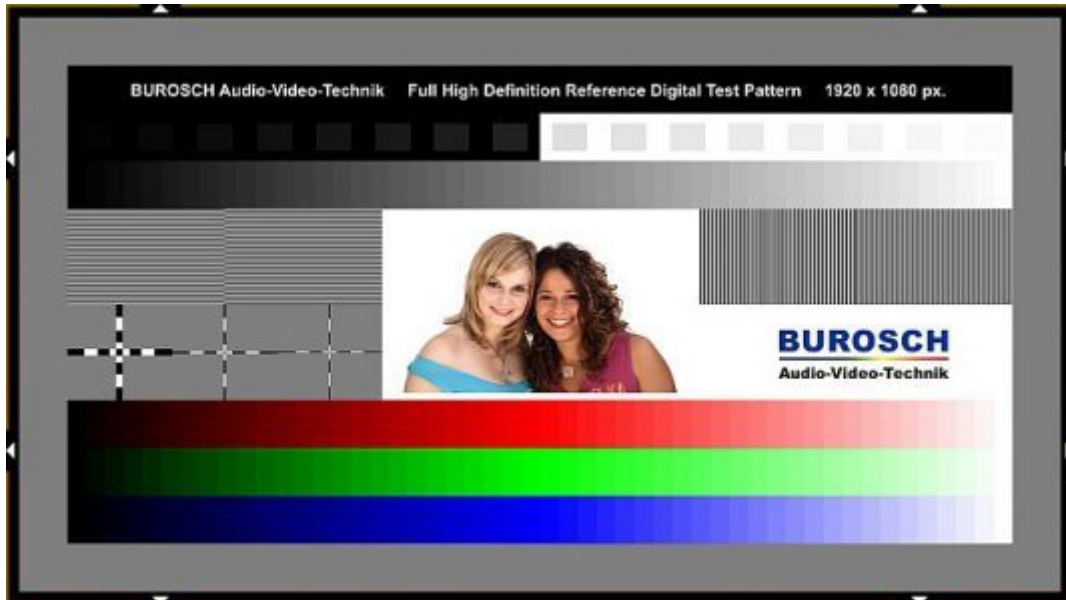 BUROSCH Audio-Video-Technik Full High Definition Reference Digital Test Pattern 1920 x 1080 px.
BUROSCH
Audio-Video-Technik